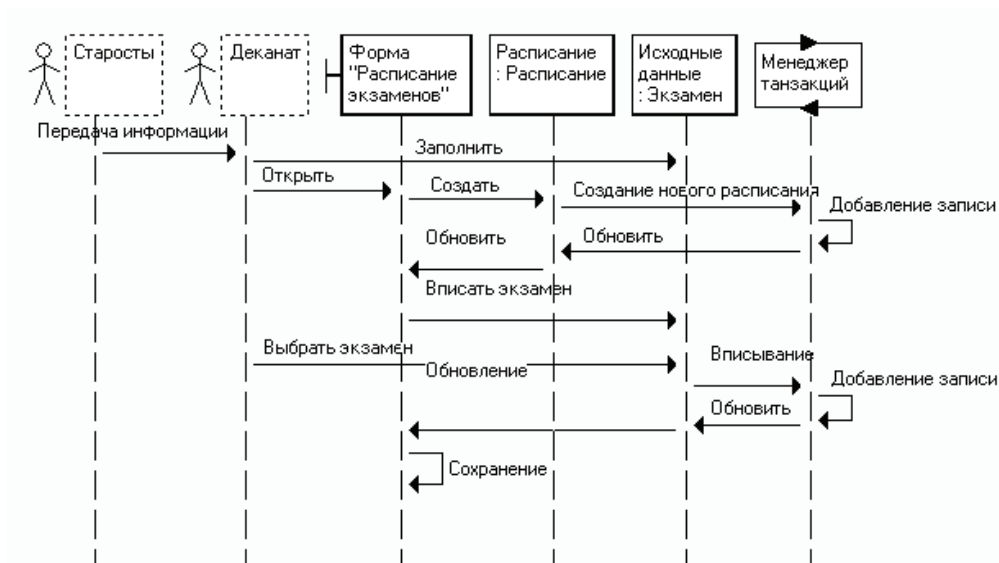 Старосты
Деканат
Форма
"Расписание
экзаменов"
Расписание
: Расписание
Исходные
данные
: Экзамен
Менеджер
танзакций
Передача информации
Заполнить
Открыть
Создать
Создание нового расписания
Добавление записи
Обновить
Обновить
Вписать экзамен
Выбрать экзамен
Обновление
Вписывание
Добавление записи
Обновить
Сохранение